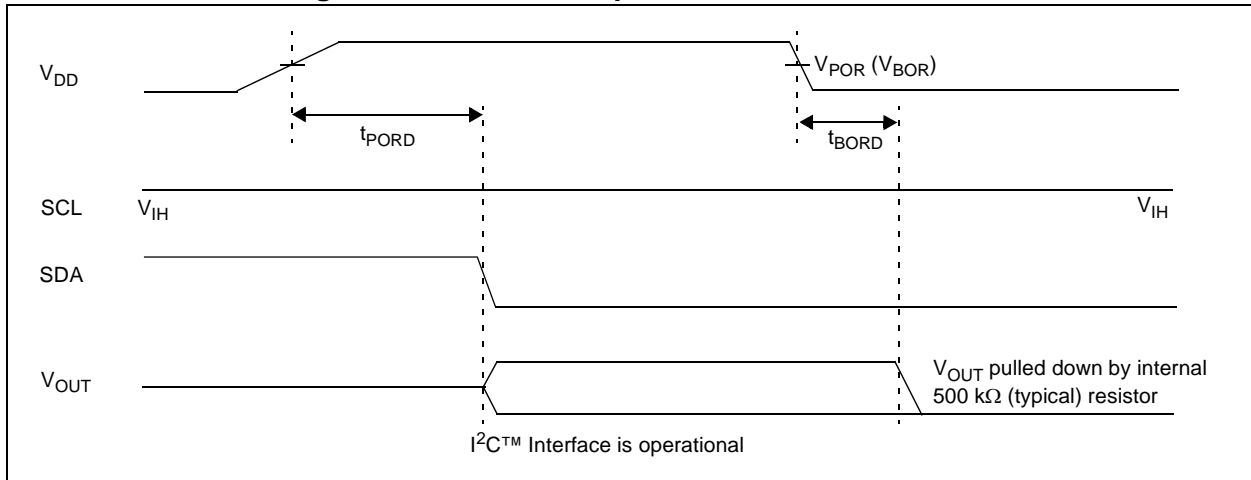 V_DD
V_POR (V_BOR)
t_PORD
t_BORD
SCL
V_IH
V_IH
SDA
V_OUT
V_OUT pulled down by internal
500 kΩ (typical) resistor
I²C™ Interface is operational